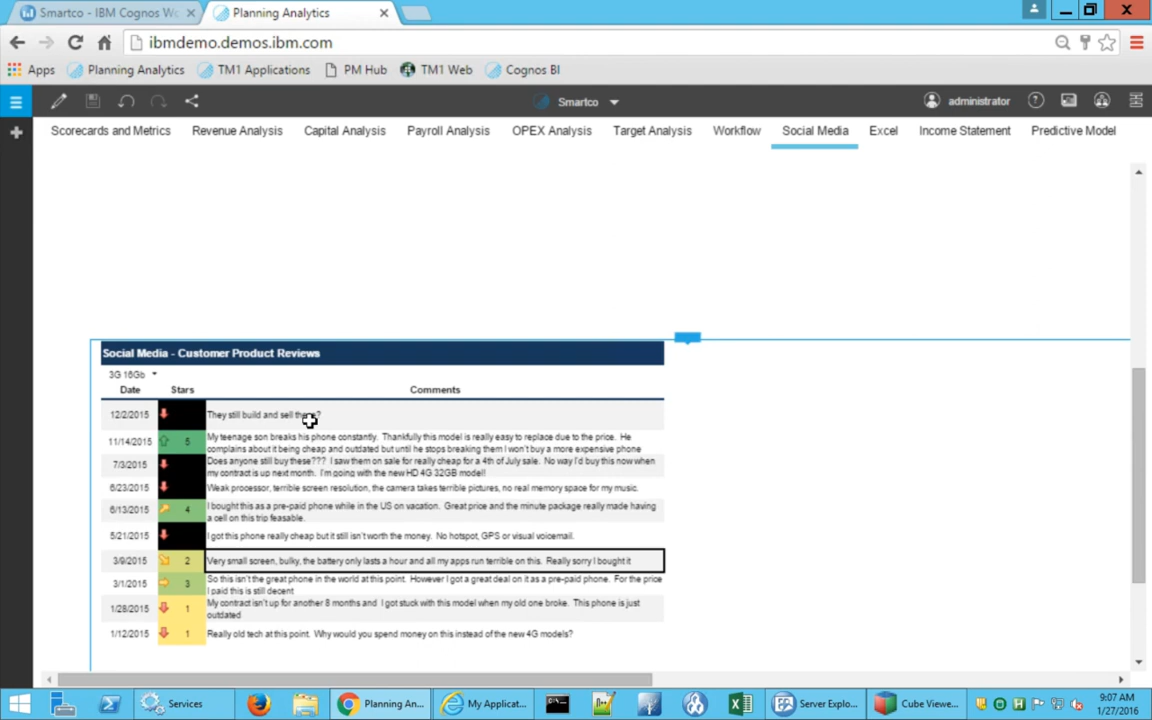 Smartco - IBM Cognos Wo
Planning Analytics
ibmdemo.demos.ibm.com
Apps Planning Analytics TM1 Applications PM Hub TM1 Web Cognos BI
Smartco
administrator
Scorecards and Metrics Revenue Analysis Capital Analysis Payroll Analysis OPEX Analysis Target Analysis Workflow Social Media Excel Income Statement Predictive Model
Social Media - Customer Product Reviews
3G 16Gb
Date Stars Comments
12/2/2015 They still build and sell
11/14/2015 5 My teenage son breaks his phone constantly. Thankfully this model is really easy to replace due to the price. He
complains about it being cheap and outdated but until he stops breaking them I won't buy a more expensive phone
7/3/2015 Does anyone still buy these??? I saw them on sale for really cheap for a 4th of July sale. No way I'd buy this now when
my contract is up next month. I'm going with the new HD 4G 32GB model!!
6/23/2015 Weak processor, terrible screen resolution, the camera takes terrible pictures, no real memory space for my music.
6/13/2015 4 I bought this as a pre-paid phone while in the US on vacation. Great price and the minute package really made having
a cell on this trip feasable.
5/21/2015 I got this phone really cheap but it still isn't worth the money. No hotspot, GPS or visual voicemail.
3/9/2015 2 Very small screen, bulky, the battery only lasts a hour and all my apps run terrible on this. Really sorry I bought it
3/1/2015 3 So this isn't the great phone in the world at this point. However I got a great deal on it as a pre-paid phone. For the price
I paid this is still decent
1/28/2015 1 My contract isn't up for another 8 months and I got stuck with this model when my old one broke. This phone is just
outdated
1/12/2015 1 Really old tech at this point. Why would you spend money on this instead of the new 4G models?
Services
Planning An...
My Applicat...
Server Explo...
Cube Viewe...
9:07 AM
1/27/2016